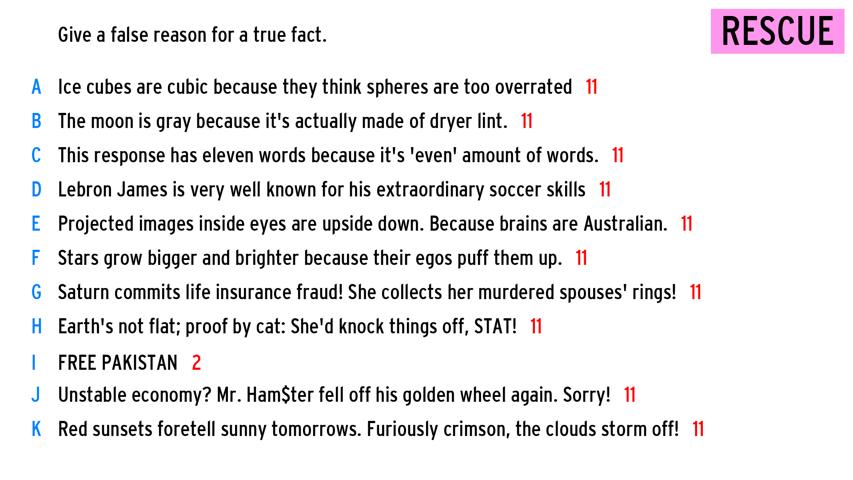 Give a false reason for a true fact.
RESCUE
A Ice cubes are cubic because they think spheres are too overrated 11
B The moon is gray because it's actually made of dryer lint. 11
C This response has eleven words because it's 'even' amount of words. 11
D Lebron James is very well known for his extraordinary soccer skills 11
E Projected images inside eyes are upside down. Because brains are Australian. 11
F Stars grow bigger and brighter because their egos puff them up. 11
G Saturn commits life insurance fraud! She collects her murdered spouses' rings! 11
H Earth's not flat; proof by cat: She'd knock things off, STAT! 11
I FREE PAKISTAN 2
J Unstable economy? Mr. Ham$ter fell off his golden wheel again. Sorry! 11
K Red sunsets foretell sunny tomorrows. Furiously crimson, the clouds storm off! 11